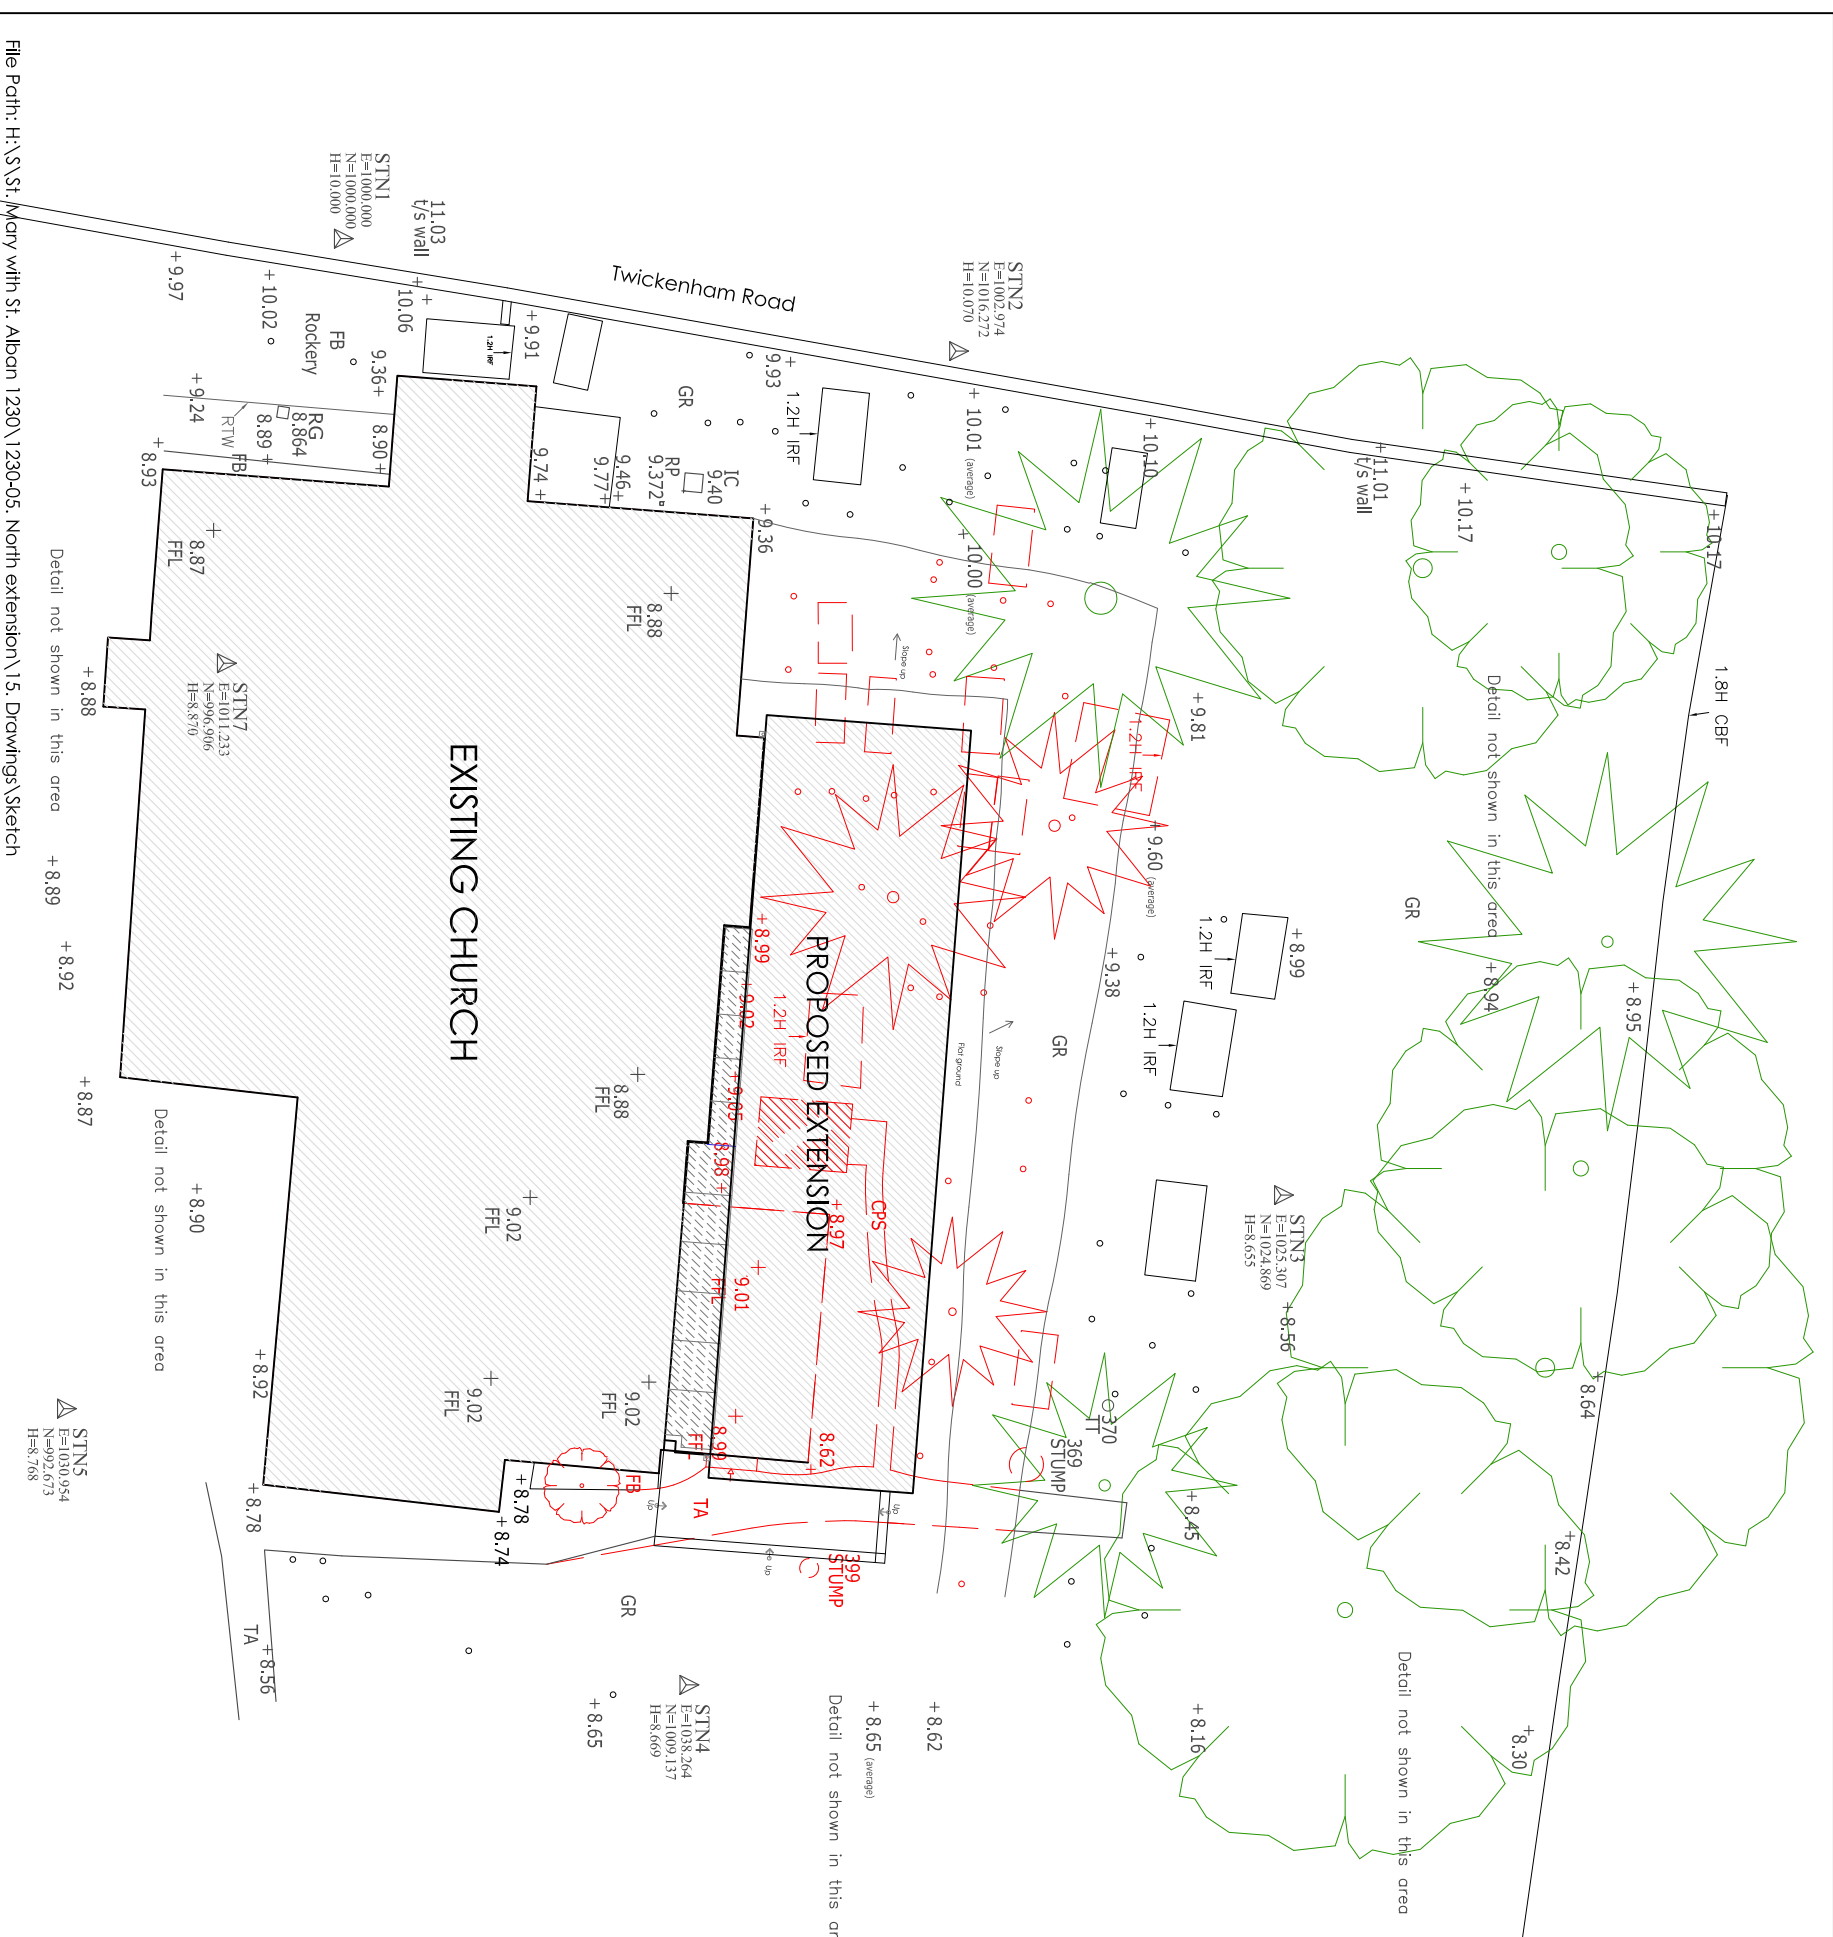 File Path: H:\S\St. Mary with St. Alban 1230\1230-05. North extension\15. Drawings\Sketch
Twickenham Road
EXISTING CHURCH
PROPOSED EXTENSION
STN1
E=1000.000
N=1000.000
H=10.000
11.03
t/s wall
STN2
E=1002.974
N=1016.272
H=10.070
+9.97
+10.02
10.06
+9.91
9.93
1.2H IRF
1.2H IRF
GR
+10.01 (average)
+10.10
+11.01
t/s wall
+10.17
+10.17
1.8H CBF
FB
Rockery
9.36+
+9.24
RTW
FB
8.89+
RG
8.864
8.90+
+8.93
9.74+
9.77+
9.46+
9.372
RP
IC
9.40
+9.36
+10.00 (average)
Slope up
8.87
FFL
8.88
FFL
STN7
E=1011.233
N=996.906
H=8.870
Detail not shown in this area
+8.88
+8.89
+8.92
+8.87
+9.81
1.2H IRF
+9.60 (average)
Detail not shown in this area
GR
+9.38
1.2H IRF
+8.99
1.2H IRF
GR
+8.94
+8.95
+8.99
+9.02
1.2H IRF
+9.05
8.98+
Flat ground
Slope up
8.88
FFL
9.02
FFL
+8.97
CPS
9.01
FFL
STN3
E=1025.307
N=1024.869
H=8.655
+8.56
Detail not shown in this area
+8.90
+8.92
9.02
FFL
9.02
FFL
8.99
FFL
8.62
370
TT
369
STUMP
+8.64
STN5
E=1030.954
N=992.673
H=8.768
+8.78
+8.78
+8.74
FB
Up
TA
Up
Up
399
STUMP
+8.45
+8.42
TA
+8.56
GR
+8.65
STN4
E=1038.264
N=1009.137
H=8.669
Detail not shown in this ar
+8.65 (average)
+8.62
+8.16
Detail not shown in this area
+8.30